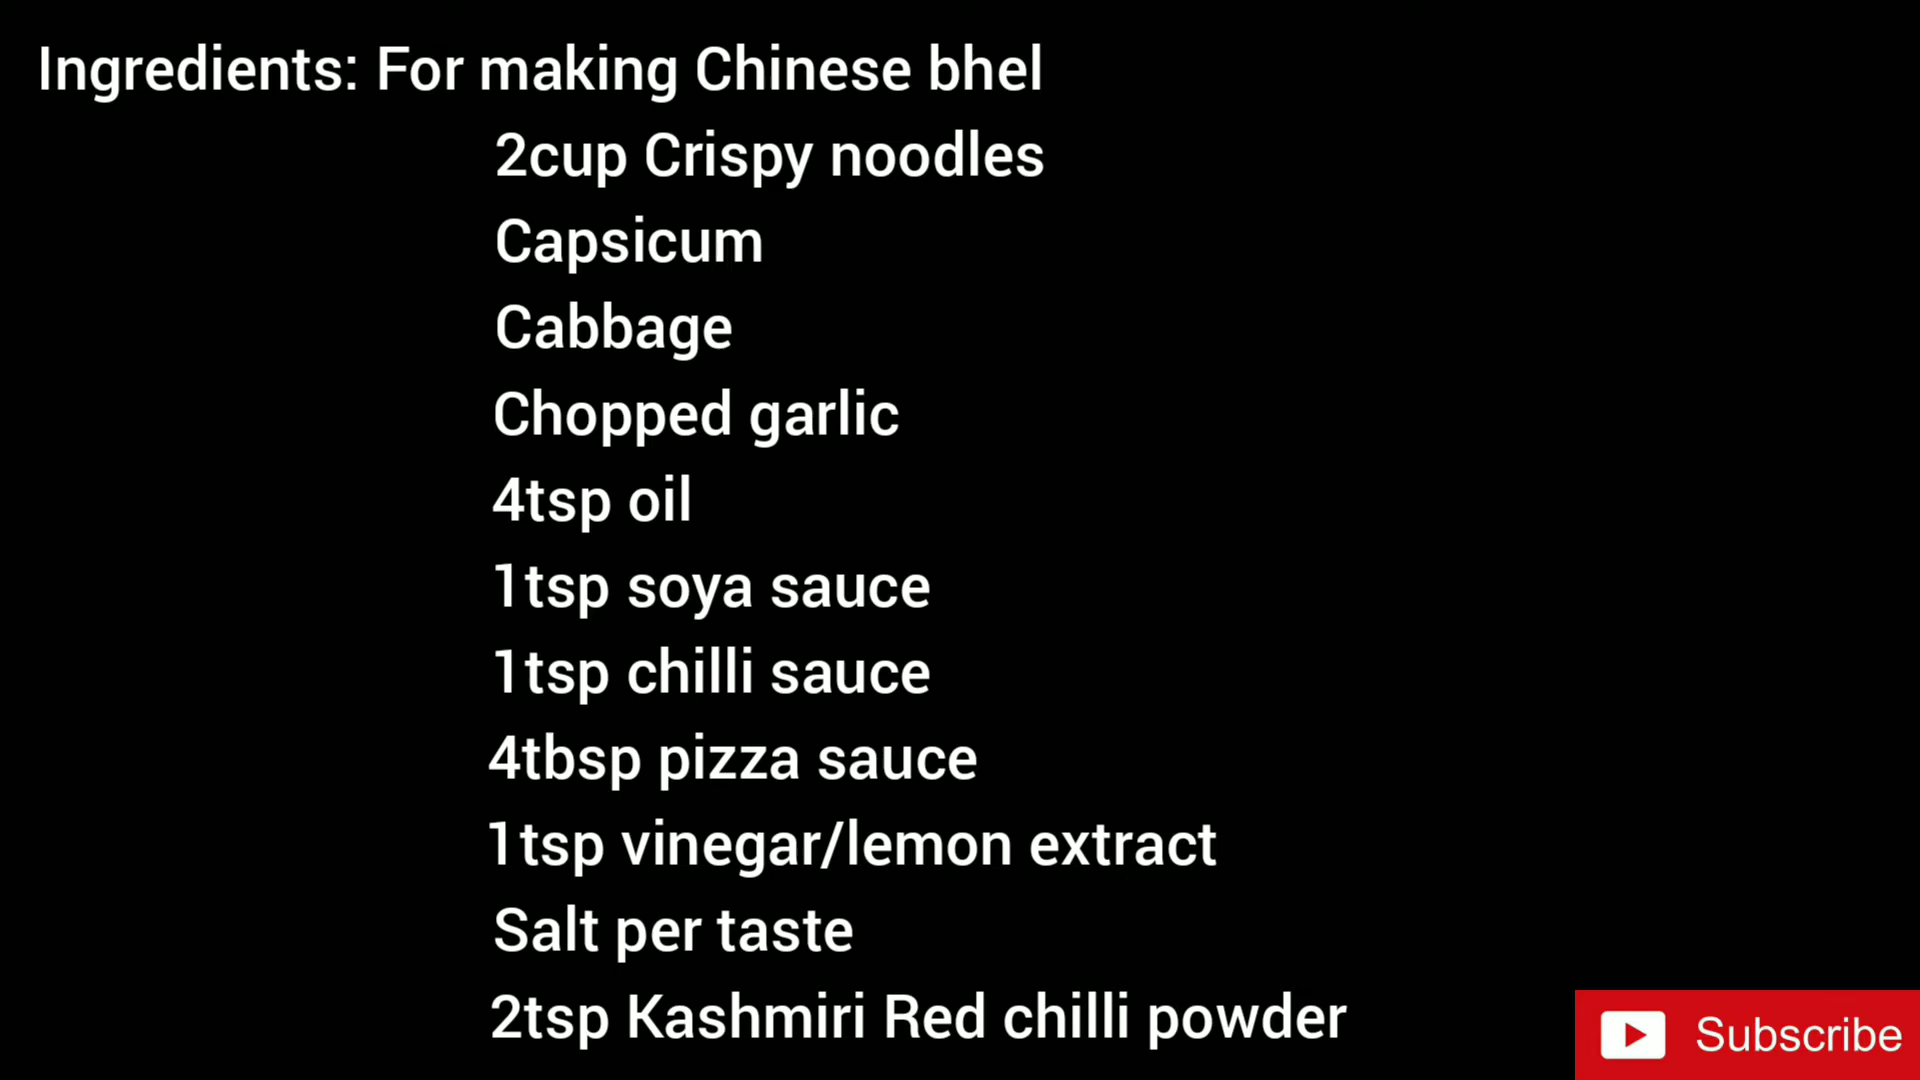 Ingredients: For making Chinese bhel
2cup Crispy noodles
Capsicum
Cabbage
Chopped garlic
4tsp oil
1tsp soya sauce
1tsp chilli sauce
4tbsp pizza sauce
1tsp vinegar/lemon extract
Salt per taste
2tsp Kashmiri Red chilli powder
Subscribe